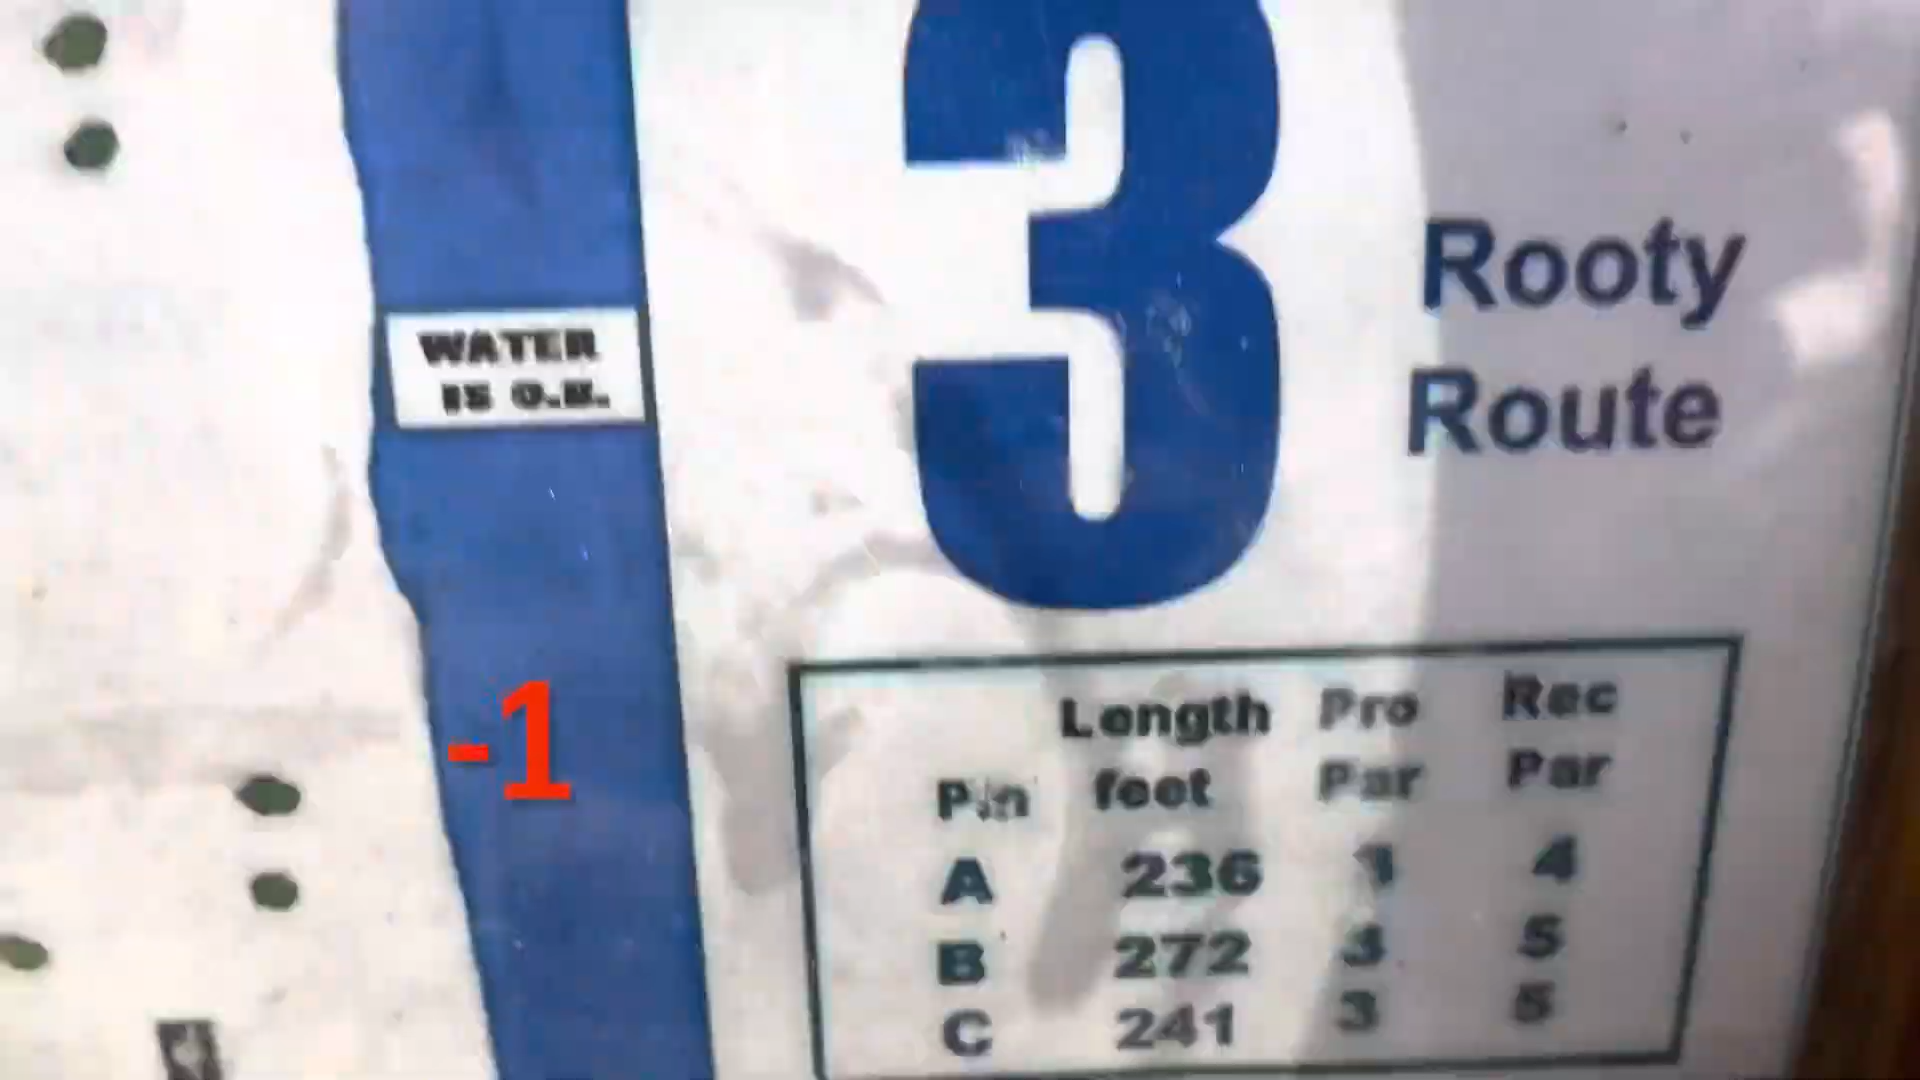 3
Rooty
Route
WATER
IS O.B.
-1
Length Pro Rec
Pin feet Par Par
A 236 3 4
B 272 3 5
C 241 3 5